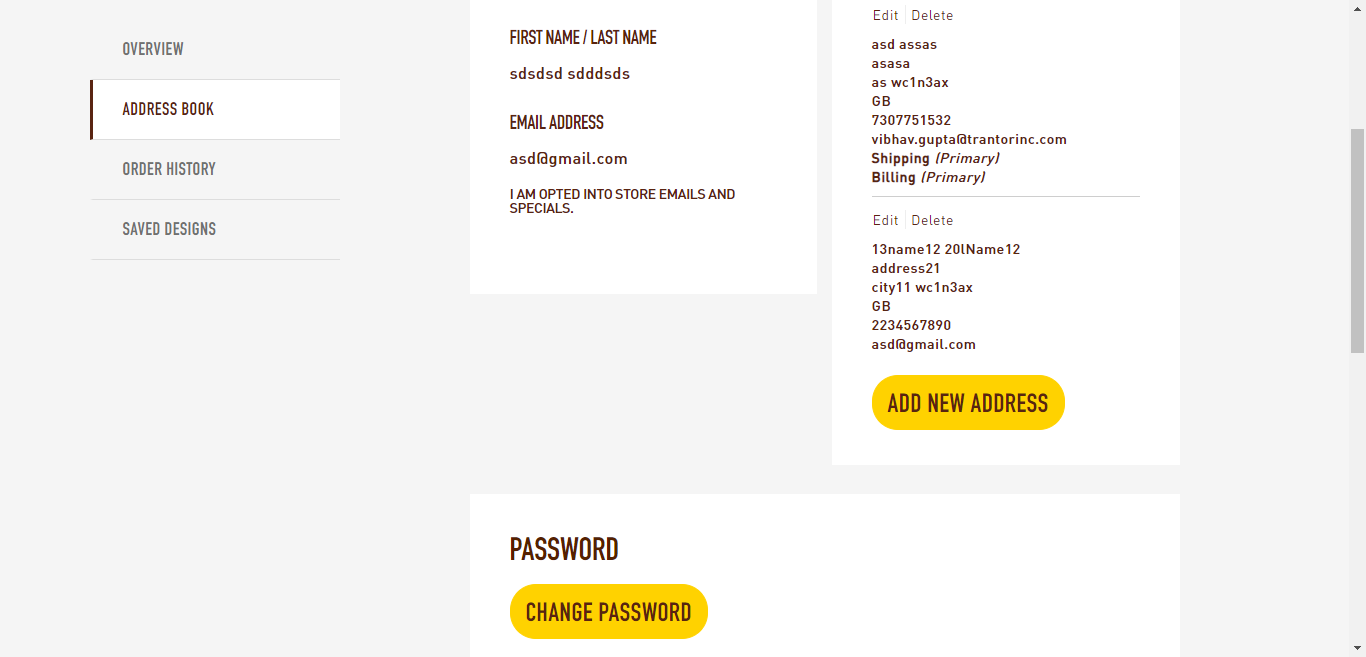 OVERVIEW
ADDRESS BOOK
ORDER HISTORY
SAVED DESIGNS
FIRST NAME / LAST NAME
sdsdsd sdddsds
EMAIL ADDRESS
asd@gmail.com
I AM OPTED INTO STORE EMAILS AND
SPECIALS.
Edit Delete
asd assas
asasa
as wc1n3ax
GB
7307751532
vibhav.gupta@trantorinc.com
Shipping (Primary)
Billing (Primary)
Edit Delete
13name12 20lName12
address21
city11 wc1n3ax
GB
2234567890
asd@gmail.com
ADD NEW ADDRESS
PASSWORD
CHANGE PASSWORD